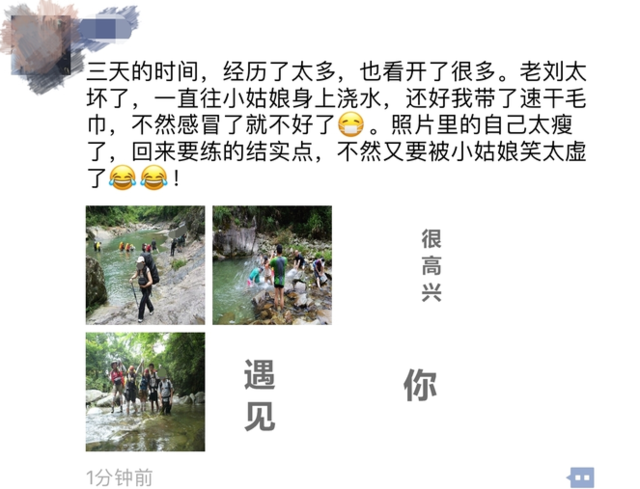 三天的时间，经历了太多，也看开了很多。老刘太
坏了，一直往小姑娘身上浇水，还好我带了速干毛
巾，不然感冒了就不好了😷。照片里的自己太瘦
了，回来要练的结实点，不然又要被小姑娘笑太虚
了😂😂！
很高兴
遇见
你
1分钟前